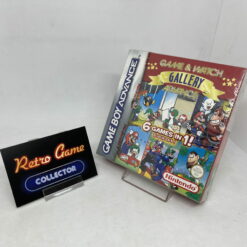 Retro Game
COLLECTOR
GAME BOY ADVANCE
GAME & WATCH
GALLERY
ADVANCE
6 GAMES IN 1!
Nintendo